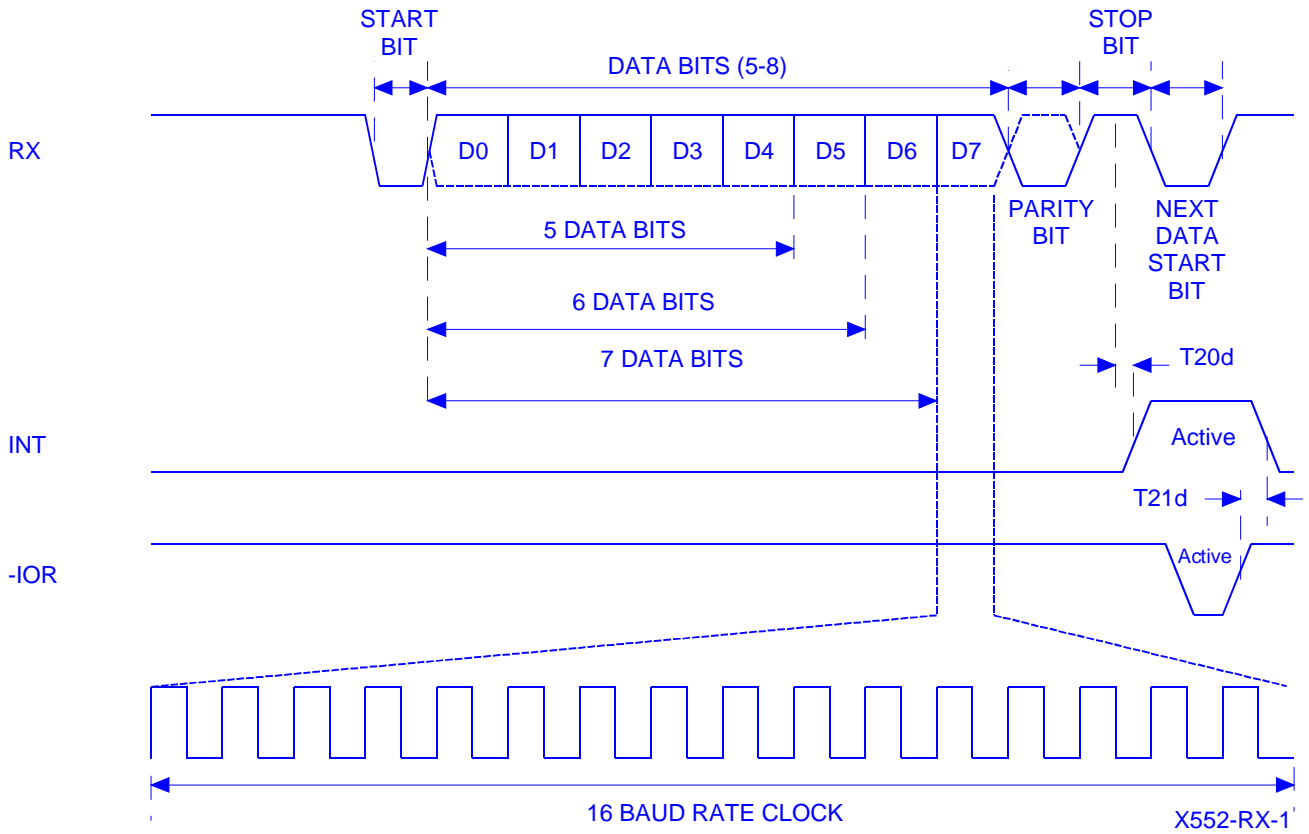 START
BIT
STOP
BIT
DATA BITS (5-8)
RX
D0 D1 D2 D3 D4 D5 D6 D7
PARITY
BIT
NEXT
DATA
START
BIT
5 DATA BITS
6 DATA BITS
7 DATA BITS
T20d
INT
Active
T21d
-IOR
Active
16 BAUD RATE CLOCK
X552-RX-1